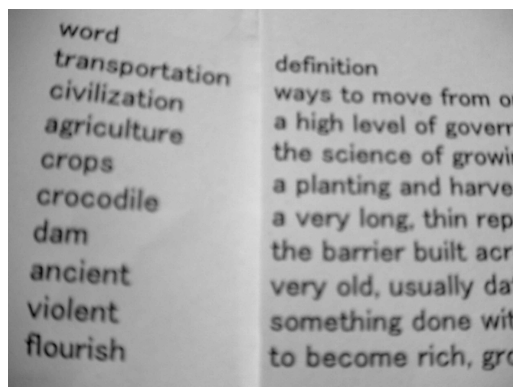 word
transportation
civilization
agriculture
crops
crocodile
dam
ancient
violent
flourish
definition
ways to move from
a high level of
the science of
a planting and
a very long, thin
the barrier built
very old, usually
something done
to become rich,